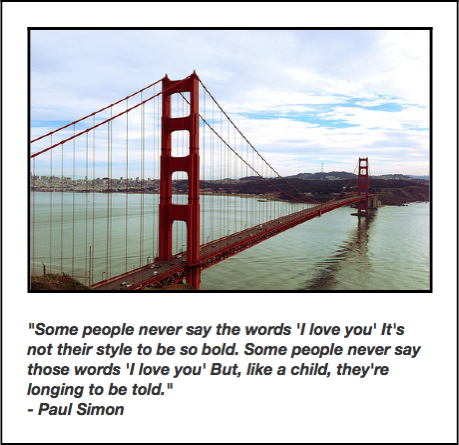 "Some people never say the words 'I love you' It's
not their style to be so bold. Some people never say
those words 'I love you' But, like a child, they're
longing to be told."
- Paul Simon